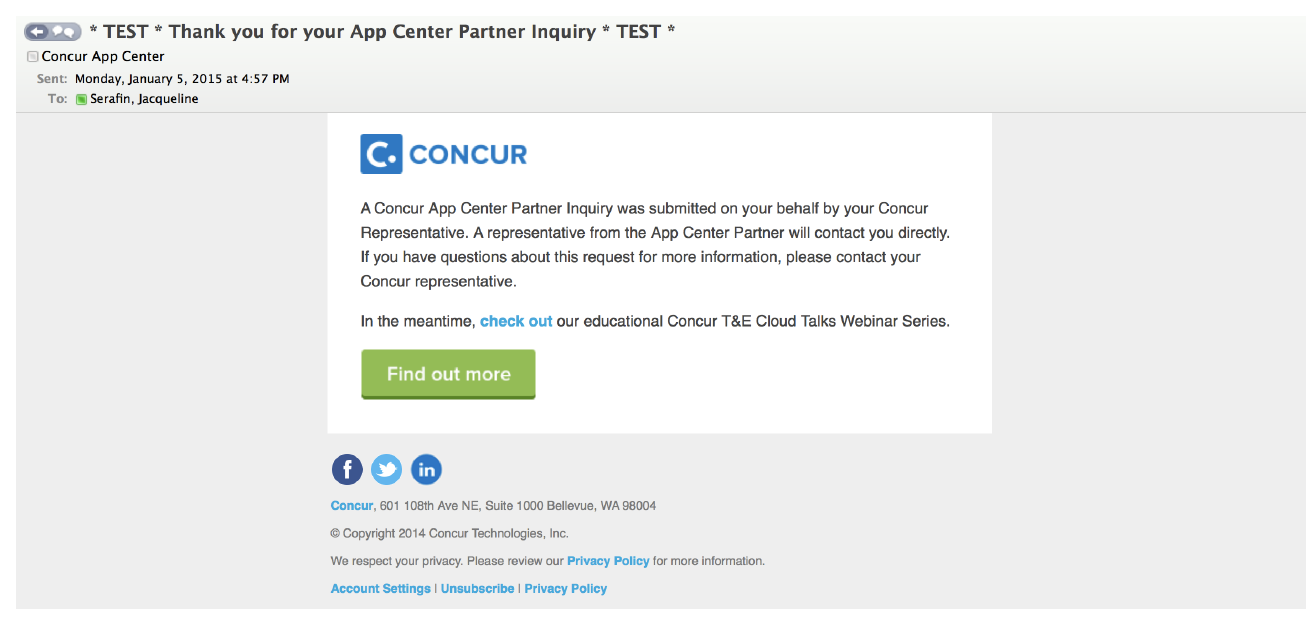 * TEST * Thank you for your App Center Partner Inquiry * TEST *
Concur App Center
Sent: Monday, January 5, 2015 at 4:57 PM
To: Serafin, Jacqueline
C. CONCUR
A Concur App Center Partner Inquiry was submitted on your behalf by your Concur
Representative. A representative from the App Center Partner will contact you directly.
If you have questions about this request for more information, please contact your
Concur representative.
In the meantime, check out our educational Concur T&E Cloud Talks Webinar Series.
Find out more
f in
Concur, 601 108th Ave NE, Suite 1000 Bellevue, WA 98004
© Copyright 2014 Concur Technologies, Inc.
We respect your privacy. Please review our Privacy Policy for more information.
Account Settings | Unsubscribe | Privacy Policy